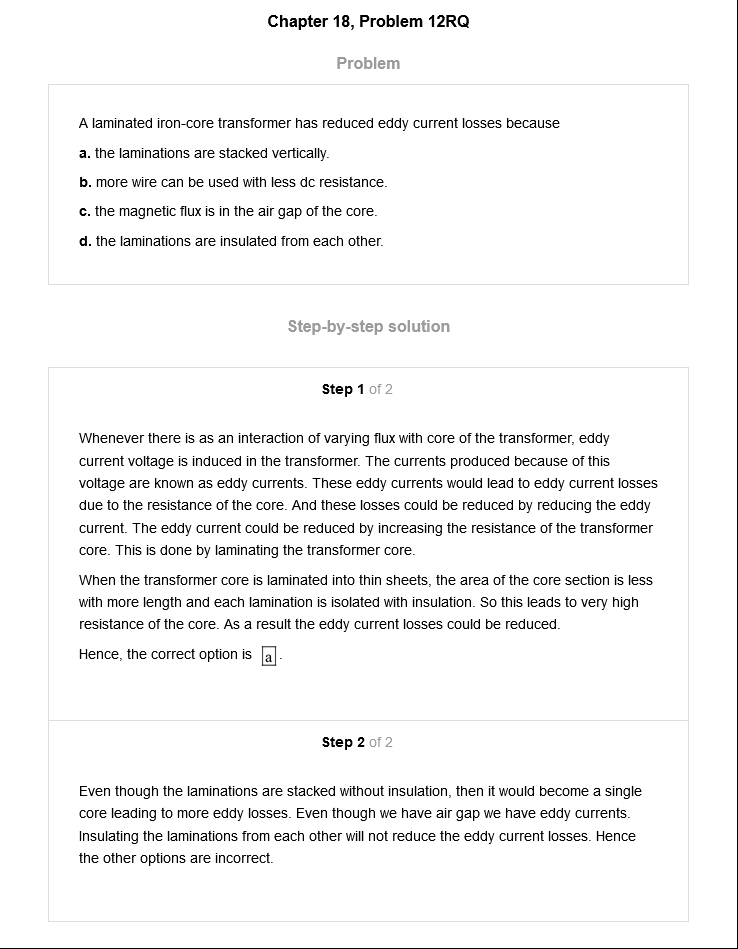 Chapter 18, Problem 12RQ
Problem
A laminated iron-core transformer has reduced eddy current losses because
a. the laminations are stacked vertically.
b. more wire can be used with less dc resistance.
c. the magnetic flux is in the air gap of the core.
d. the laminations are insulated from each other.
Step-by-step solution
Step 1 of 2
Whenever there is as an interaction of varying flux with core of the transformer, eddy
current voltage is induced in the transformer. The currents produced because of this
voltage are known as eddy currents. These eddy currents would lead to eddy current losses
due to the resistance of the core. And these losses could be reduced by reducing the eddy
current. The eddy current could be reduced by increasing the resistance of the transformer
core. This is done by laminating the transformer core.
When the transformer core is laminated into thin sheets, the area of the core section is less
with more length and each lamination is isolated with insulation. So this leads to very high
resistance of the core. As a result the eddy current losses could be reduced.
Hence, the correct option is a.
Step 2 of 2
Even though the laminations are stacked without insulation, then it would become a single
core leading to more eddy losses. Even though we have air gap we have eddy currents.
Insulating the laminations from each other will not reduce the eddy current losses. Hence
the other options are incorrect.